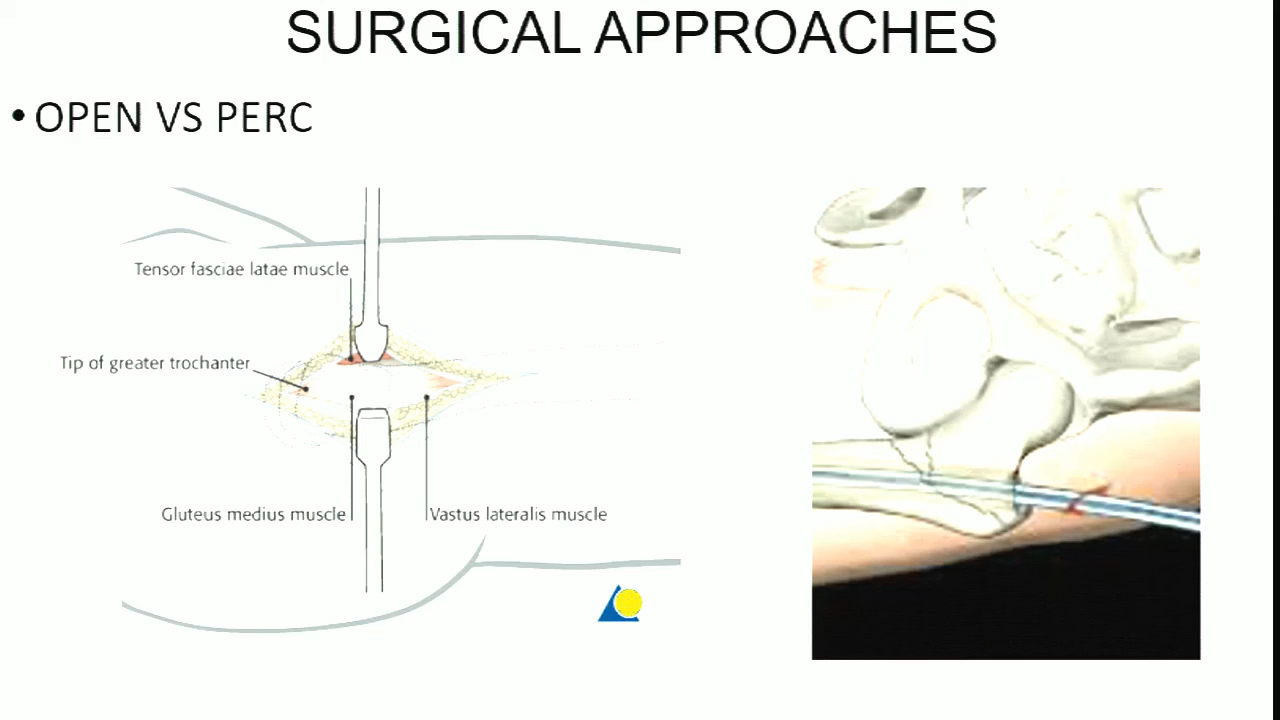 SURGICAL APPROACHES
• OPEN VS PERC
Tensor fasciae latae muscle
Tip of greater trochanter
Gluteus medius muscle
Vastus lateralis muscle